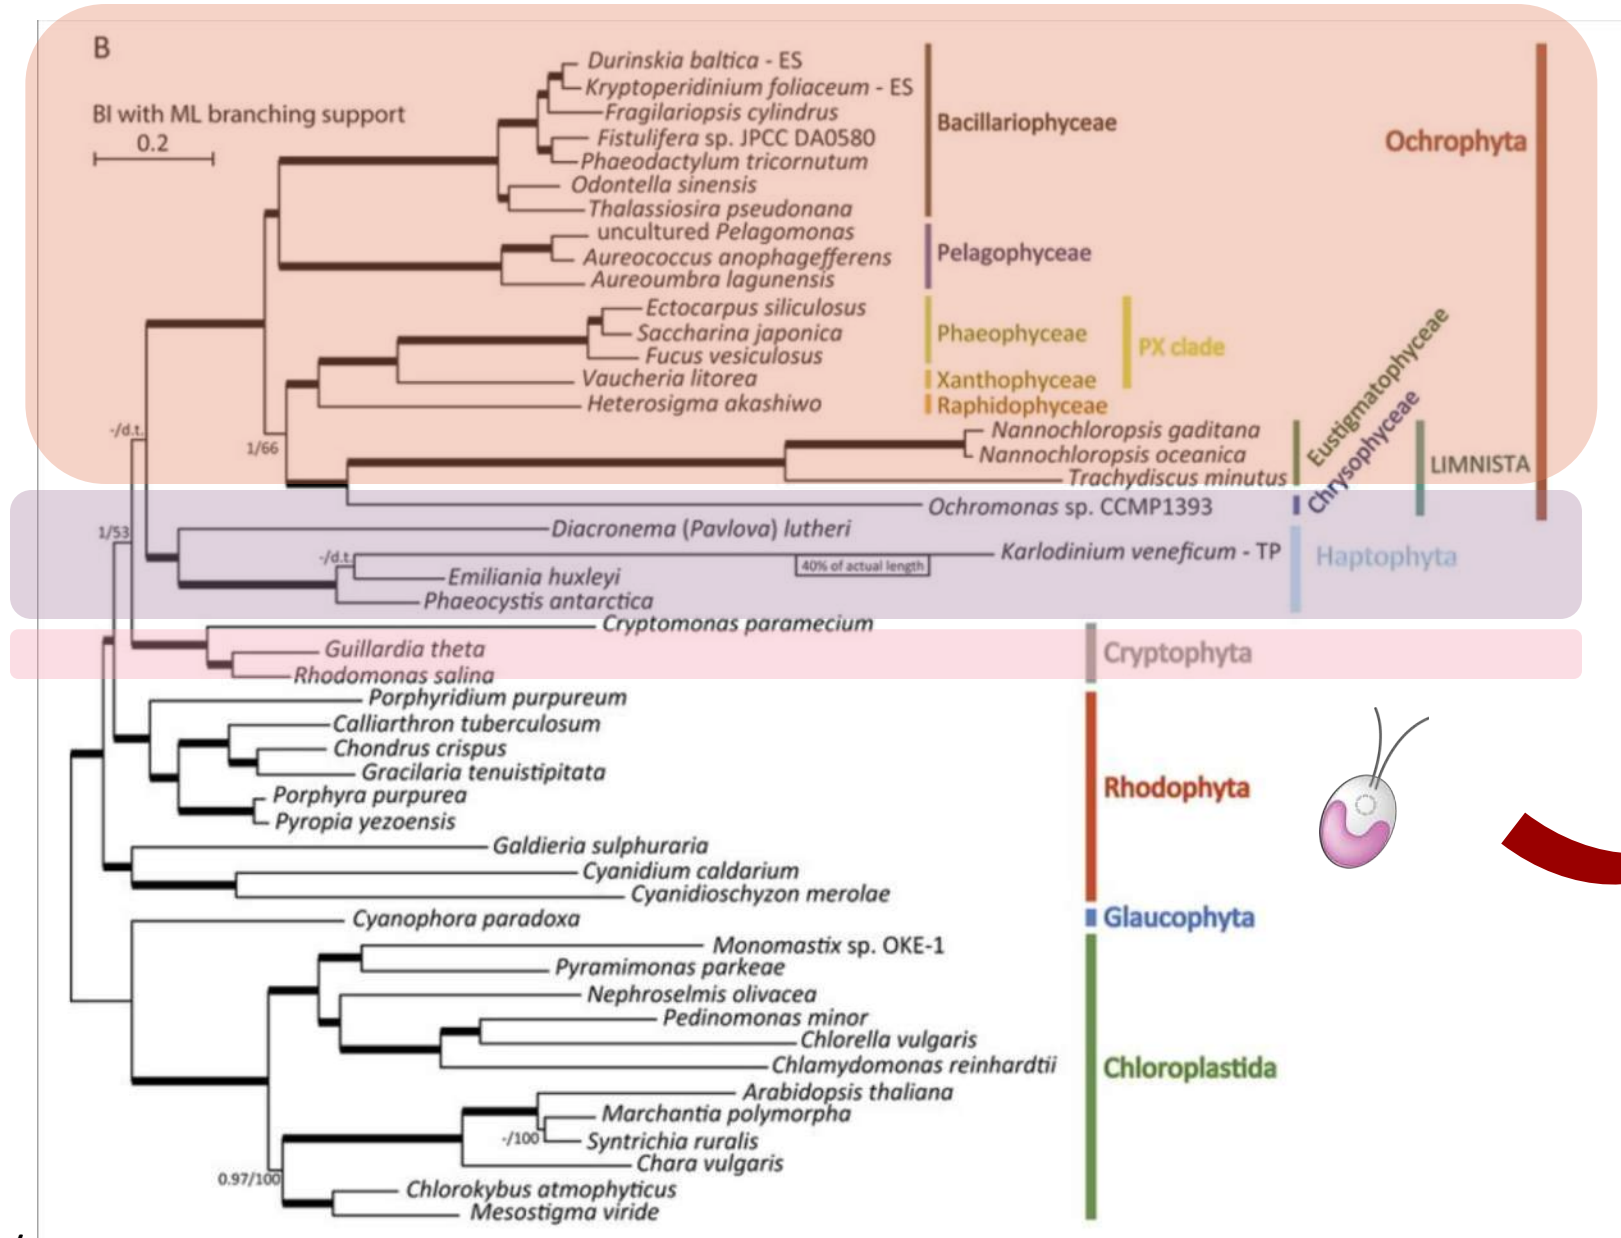 B
BI with ML branching support
0.2
Durinskia baltica - ES
Kryptoperidinium foliaceum - ES
Fragilariopsis cylindrus
Fistulifera sp. JPCC DA0580
Phaeodactylum tricornutum
Odontella sinensis
Thalassiosira pseudonana
Bacillariophyceae
Ochrophyta
uncultured Pelagomonas
Aureococcus anophagefferens
Aureoumbra lagunensis
Pelagophyceae
Ectocarpus siliculosus
Saccharina japonica
Fucus vesiculosus
Phaeophyceae
PX clade
Vaucheria litorea
Xanthophyceae
Heterosigma akashiwo
Raphidophyceae
-/d.t.
1/66
Nannochloropsis gaditana
Nannochloropsis oceanica
Trachydiscus minutus
Eustigmatophyceae
Chrysophyceae
LIMNISTA
Ochromonas sp. CCMP1393
1/53
Diacronema (Pavlova) lutheri
-/d.t.
Karlodinium veneficum - TP
40% of actual length
Emiliania huxleyi
Phaeocystis antarctica
Haptophyta
Cryptomonas paramecium
Guillardia theta
Rhodomonas salina
Cryptophyta
Porphyridium purpureum
Calliarthron tuberculosum
Chondrus crispus
Gracilaria tenuistipitata
Porphyra purpurea
Pyropia yezoensis
Galdieria sulphuraria
Cyanidium caldarium
Cyanidioschyzon merolae
Rhodophyta
Cyanophora paradoxa
Glaucophyta
Monomastix sp. OKE-1
Pyramimonas parkeae
Nephroselmis olivacea
Pedinomonas minor
Chlorella vulgaris
Chlamydomonas reinhardtii
Chloroplastida
Arabidopsis thaliana
Marchantia polymorpha
-/100
Syntrichia ruralis
Chara vulgaris
0.97/100
Chlorokybus atmophyticus
Mesostigma viride